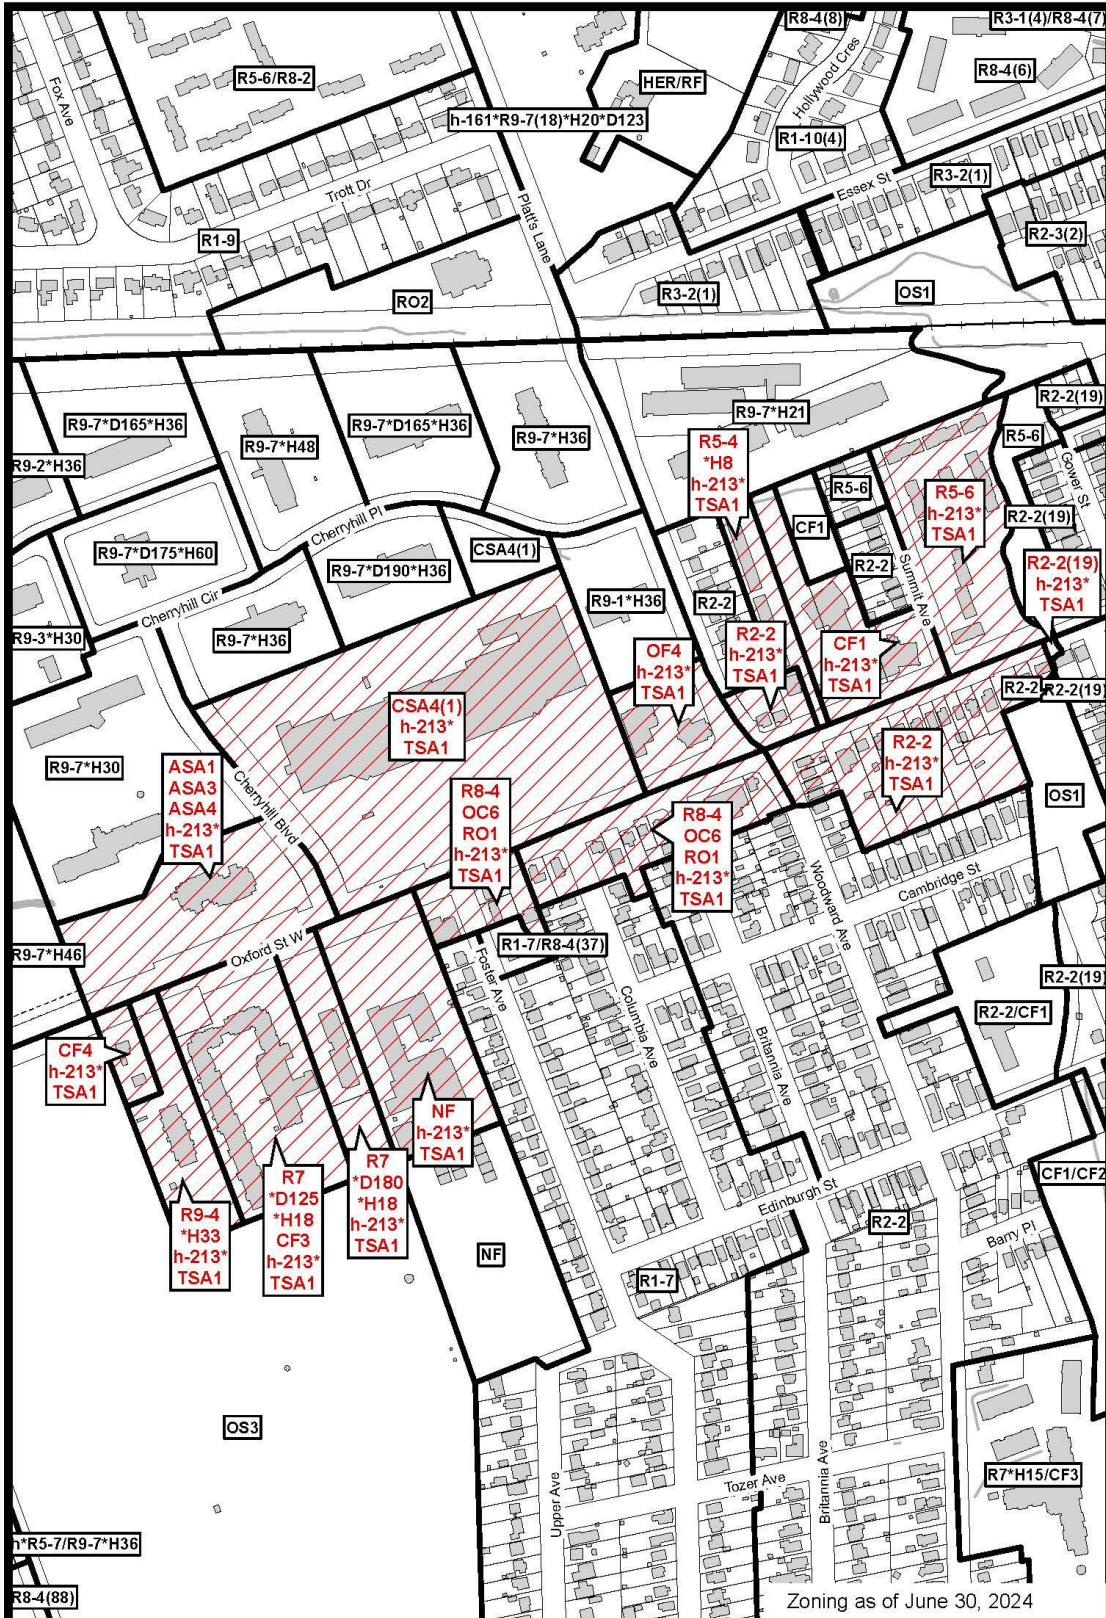 R8-4(8)
R3-1(4)/R8-4(7)
R5-6/R8-2
HER/RF
Hollywood Cres
R8-4(6)
Fox Ave
h-161*R9-7(18)*H20*D123
R1-10(4)
R3-2(1)
Essex St
Trott Dr
Platt's Lane
R1-9
R2-3(2)
RO2
R3-2(1)
OS1
R9-7*D165*H36
R9-7*H48
R9-7*D165*H36
R9-7*H36
R9-7*H21
R2-2(19)
R9-2*H36
R5-4
*H8
h-213*
TSA1
R5-6
R5-6
Gower St
R5-6
h-213*
TSA1
R2-2(19)
Cherryhill Pl
CF1
R9-7*D175*H60
CSA4(1)
R2-2
Summit Ave
R9-7*D190*H36
R2-2(19)
h-213*
TSA1
Cherryhill Cir
R9-1*H36
R2-2
R9-3*H30
R9-7*H36
OF4
h-213*
TSA1
R2-2
h-213*
TSA1
CF1
h-213*
TSA1
R2-2
R2-2(19)
CSA4(1)
h-213*
TSA1
R9-7*H30
ASA1
ASA3
ASA4
h-213*
TSA1
Cherryhill Blvd
R2-2
h-213*
TSA1
OS1
R8-4
OC6
RO1
h-213*
TSA1
R8-4
OC6
RO1
h-213*
TSA1
Woodward Ave
Cambridge St
R9-7*H46
Oxford St W
R1-7/R8-4(37)
Foster Ave
R2-2(19)
Columbia Ave
R2-2/CF1
Britannia Ave
CF4
h-213*
TSA1
NF
h-213*
TSA1
R7
*D180
*H18
h-213*
TSA1
R7
*D125
*H18
CF3
h-213*
TSA1
R9-4
*H33
h-213*
TSA1
CF1/CF2
Edinburgh St
R2-2
Barry Pl
NF
R1-7
OS3
R7*H15/CF3
Tozer Ave
Upper Ave
Britannia Ave
h*R5-7/R9-7*H36
R8-4(88)
Zoning as of June 30, 2024